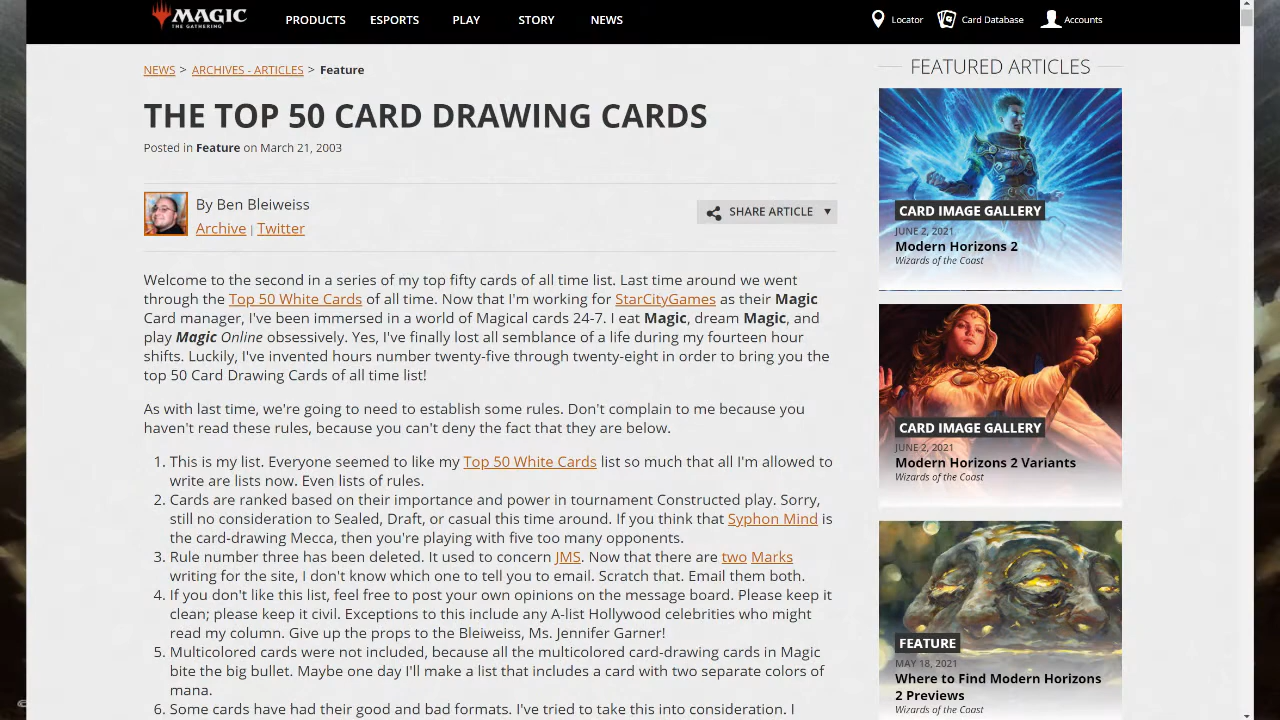 MAGIC
THE GATHERING
PRODUCTS ESPORTS PLAY STORY NEWS
Locator Card Database Accounts
NEWS > ARCHIVES - ARTICLES > Feature
THE TOP 50 CARD DRAWING CARDS
Posted in Feature on March 21, 2003
By Ben Bleiweiss
Archive | Twitter
SHARE ARTICLE
Welcome to the second in a series of my top fifty cards of all time list. Last time around we went
through the Top 50 White Cards of all time. Now that I'm working for StarCityGames as their Magic
Card manager, I've been immersed in a world of Magical cards 24-7. I eat Magic, dream Magic, and
play Magic Online obsessively. Yes, I've finally lost all semblance of a life during my fourteen hour
shifts. Luckily, I've invented hours number twenty-five through twenty-eight in order to bring you the
top 50 Card Drawing Cards of all time list!
As with last time, we're going to need to establish some rules. Don't complain to me because you
haven't read these rules, because you can't deny the fact that they are below.
1. This is my list. Everyone seemed to like my Top 50 White Cards list so much that all I'm allowed to
write are lists now. Even lists of rules.
2. Cards are ranked based on their importance and power in tournament Constructed play. Sorry,
still no consideration to Sealed, Draft, or casual this time around. If you think that Syphon Mind is
the card-drawing Mecca, then you're playing with five too many opponents.
3. Rule number three has been deleted. It used to concern JMS. Now that there are two Marks
writing for the site, I don't know which one to tell you to email. Scratch that. Email them both.
4. If you don't like this list, feel free to post your own opinions on the message board. Please keep it
clean; please keep it civil. Exceptions to this include any A-list Hollywood celebrities who might
read my column. Give up the props to the Bleiweiss, Ms. Jennifer Garner!
5. Multicolored cards were not included, because all the multicolored card-drawing cards in Magic
bite the big bullet. Maybe one day I'll make a list that includes a card with two separate colors of
mana.
6. Some cards have had their good and bad formats. I've tried to take this into consideration. I
FEATURED ARTICLES
CARD IMAGE GALLERY
JUNE 2, 2021
Modern Horizons 2
Wizards of the Coast
CARD IMAGE GALLERY
JUNE 2, 2021
Modern Horizons 2 Variants
Wizards of the Coast
FEATURE
MAY 18, 2021
Where to Find Modern Horizons
2 Previews
Wizards of the Coast